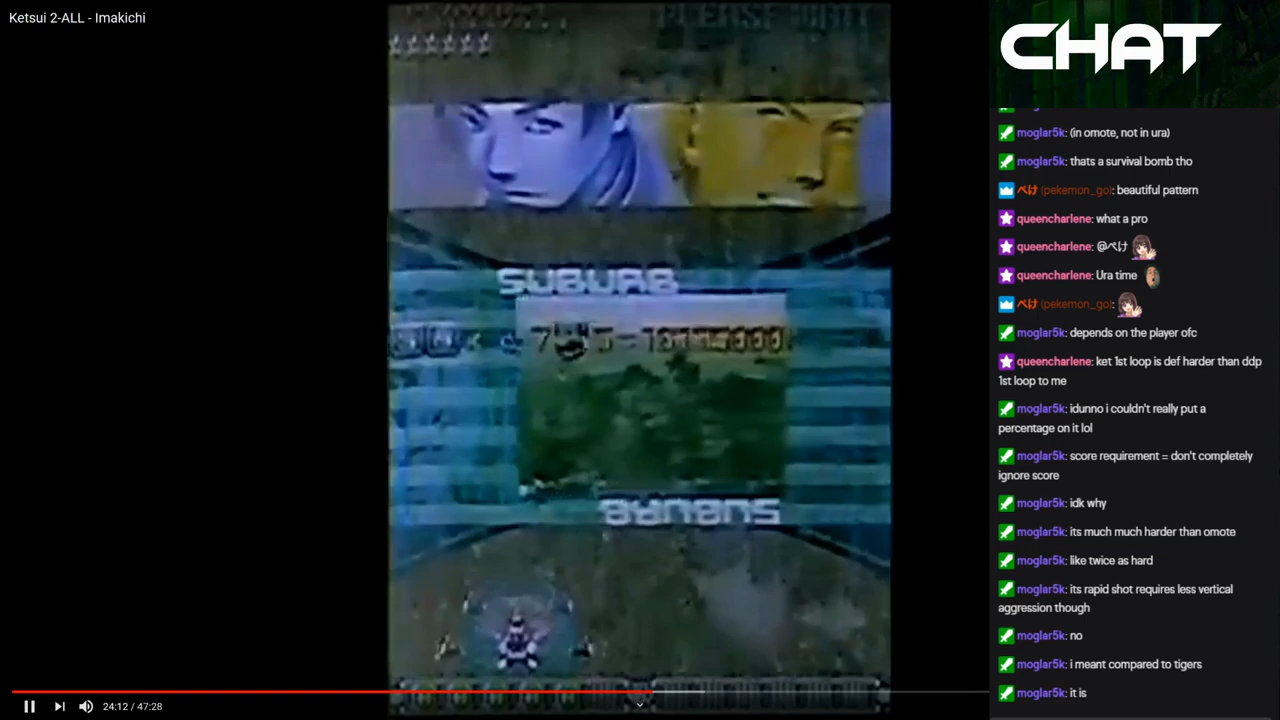 Ketsui 2-ALL - Imakichi
PLEASE WAIT
SUBURB
SUBURB
24:12 / 47:28
CHAT
moglar5k: (in omote, not in ura)
moglar5k: thats a survival bomb tho
ぺけ (pekemon_go): beautiful pattern
queencharlene: what a pro
queencharlene: @ぺけ
queencharlene: Ura time
ぺけ (pekemon_go):
moglar5k: depends on the player ofc
queencharlene: ket 1st loop is def harder than ddp
1st loop to me
moglar5k: idunno i couldn't really put a
percentage on it lol
moglar5k: score requirement = don't completely
ignore score
moglar5k: idk why
moglar5k: its much much harder than omote
moglar5k: like twice as hard
moglar5k: its rapid shot requires less vertical
aggression though
moglar5k: no
moglar5k: i meant compared to tigers
moglar5k: it is